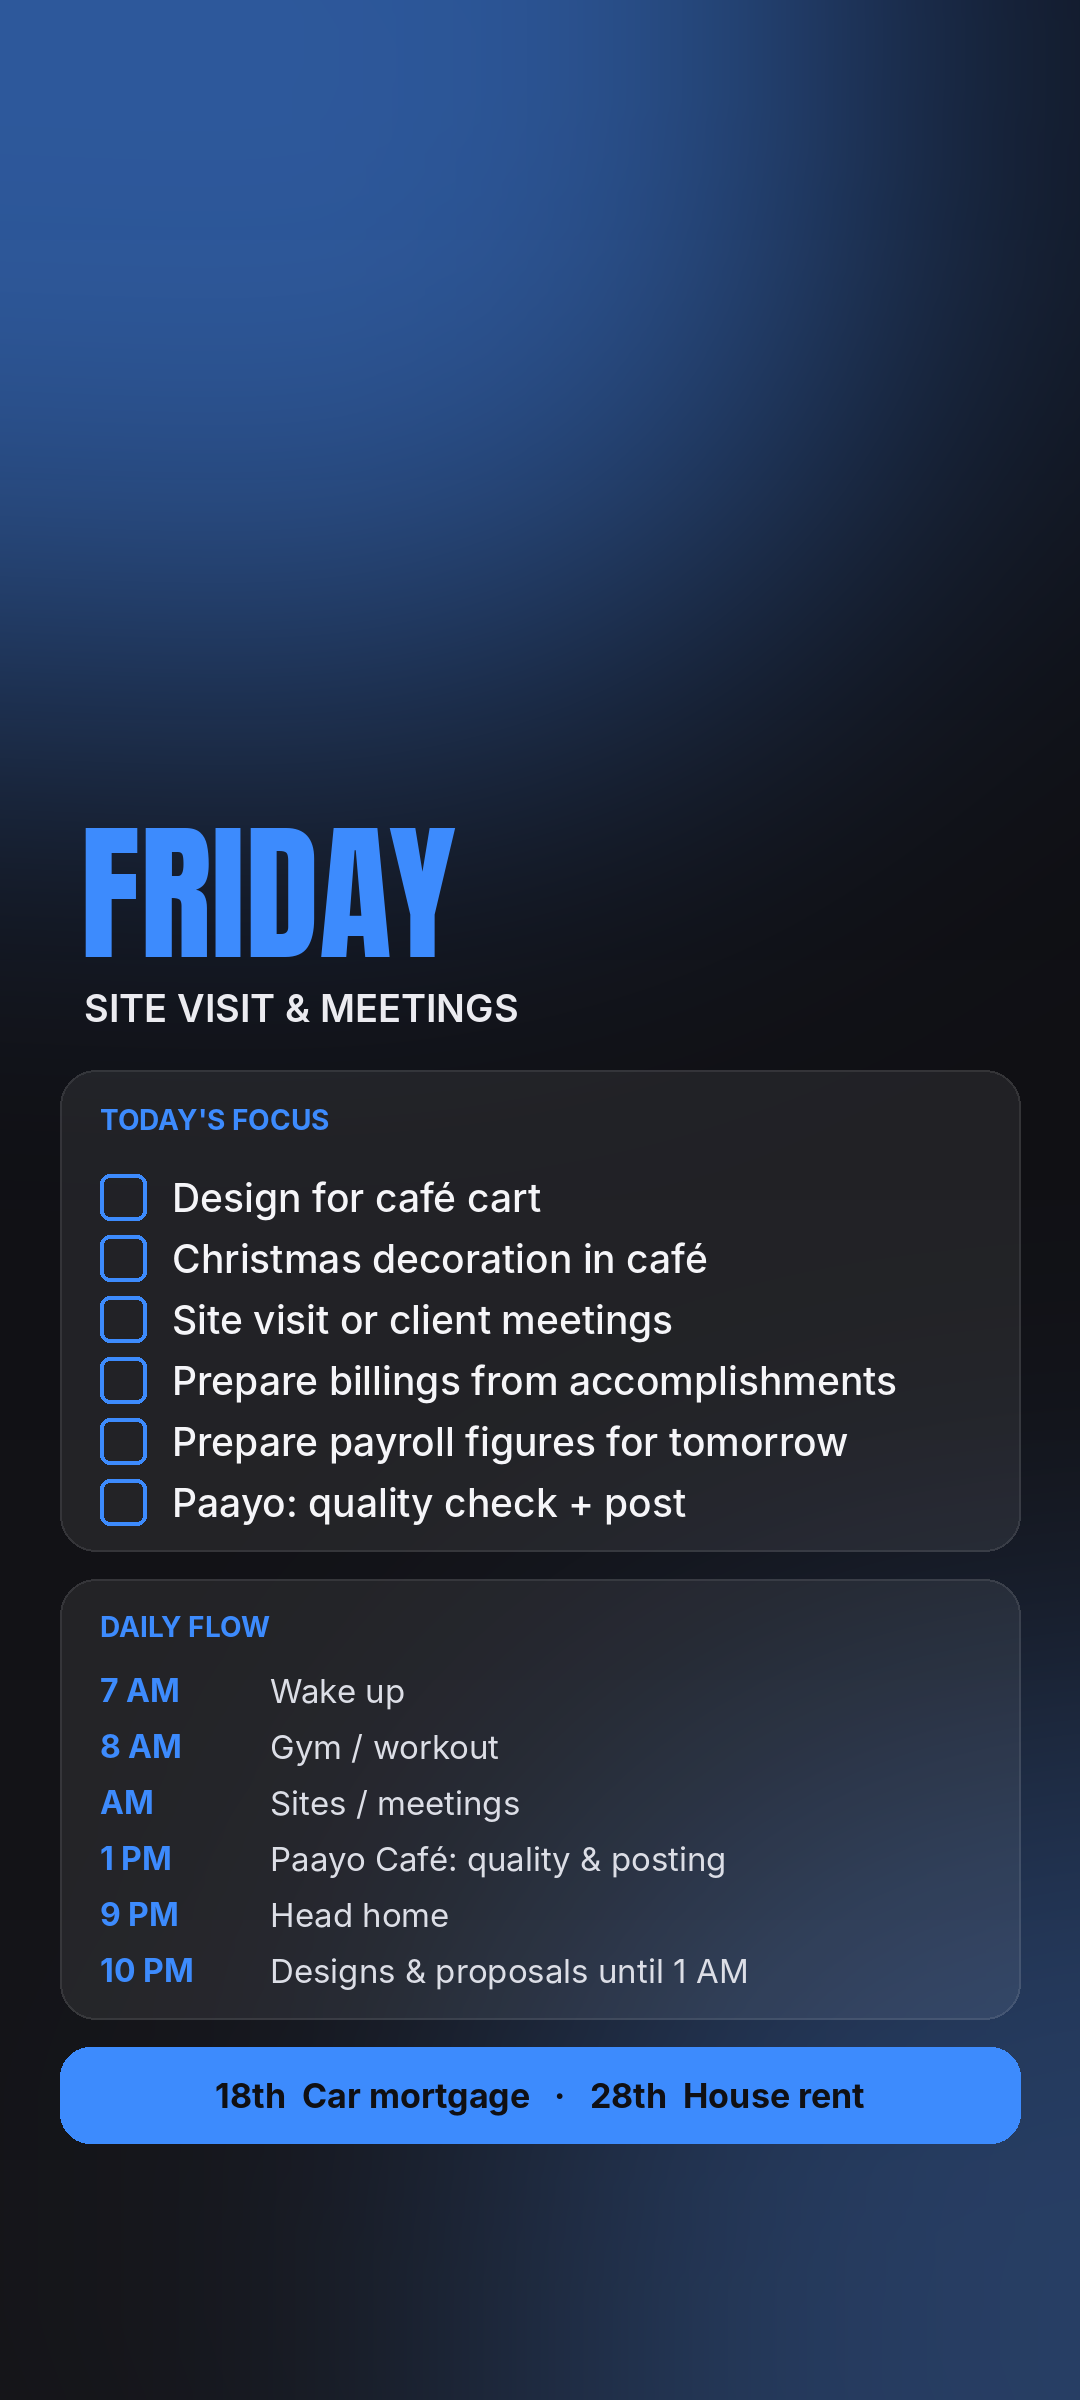 FRIDAY
SITE VISIT & MEETINGS
TODAY'S FOCUS
Design for café cart
Christmas decoration in café
Site visit or client meetings
Prepare billings from accomplishments
Prepare payroll figures for tomorrow
Paayo: quality check + post
DAILY FLOW
7 AM Wake up
8 AM Gym / workout
AM Sites / meetings
1 PM Paayo Café: quality & posting
9 PM Head home
10 PM Designs & proposals until 1 AM
18th Car mortgage · 28th House rent